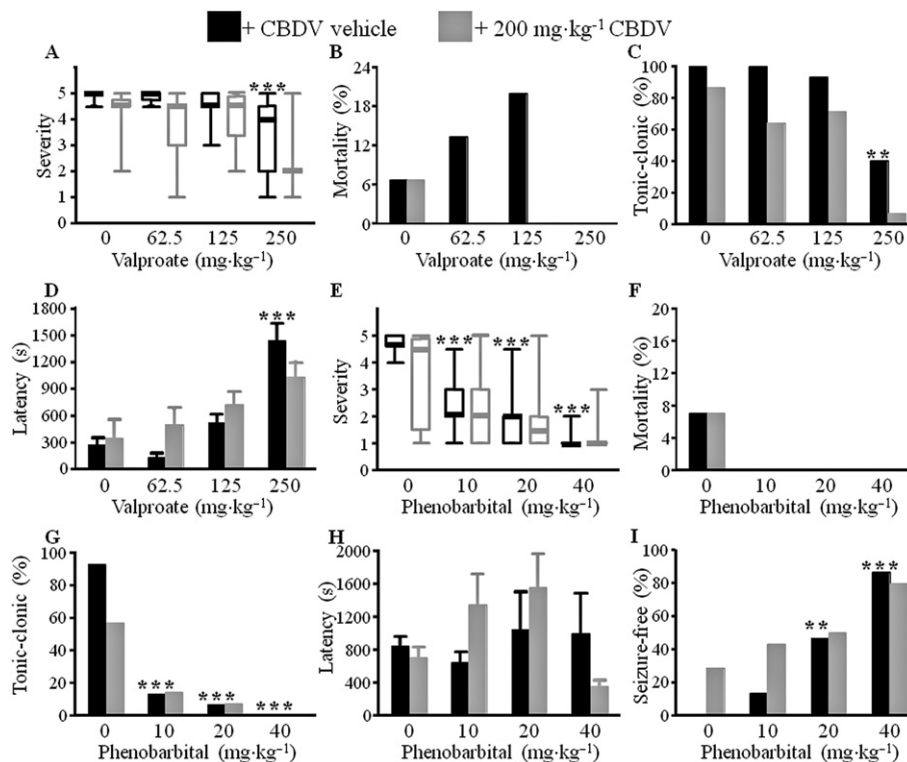 + CBDV vehicle + 200 mg·kg⁻¹ CBDV
A
***
Severity
5
4
3
2
1
0
0 62.5 125 250
Valproate (mg·kg⁻¹)
B
Mortality (%)
24
18
12
6
0
0 62.5 125 250
Valproate (mg·kg⁻¹)
C
**
Tonic-clonic (%)
100
80
60
40
20
0
0 62.5 125 250
Valproate (mg·kg⁻¹)
D
***
Latency (s)
1800
1500
1200
900
600
300
0
0 62.5 125 250
Valproate (mg·kg⁻¹)
E
*** *** ***
Severity
5
4
3
2
1
0
0 10 20 40
Phenobarbital (mg·kg⁻¹)
F
Mortality (%)
20
16
12
8
4
0
0 10 20 40
Phenobarbital (mg·kg⁻¹)
G
*** *** ***
Tonic-clonic (%)
100
80
60
40
20
0
0 10 20 40
Phenobarbital (mg·kg⁻¹)
H
Latency (s)
2000
1600
1200
800
400
0
0 10 20 40
Phenobarbital (mg·kg⁻¹)
I
** ***
Seizure-free (%)
100
80
60
40
20
0
0 10 20 40
Phenobarbital (mg·kg⁻¹)